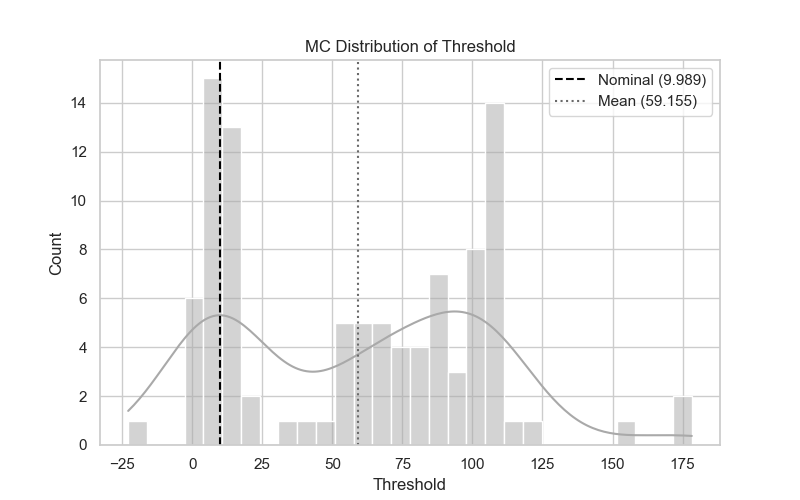 MC Distribution of Threshold
Nominal (9.989)
Mean (59.155)
Count
14
12
10
8
6
4
2
0
−25 0 25 50 75 100 125 150 175
Threshold